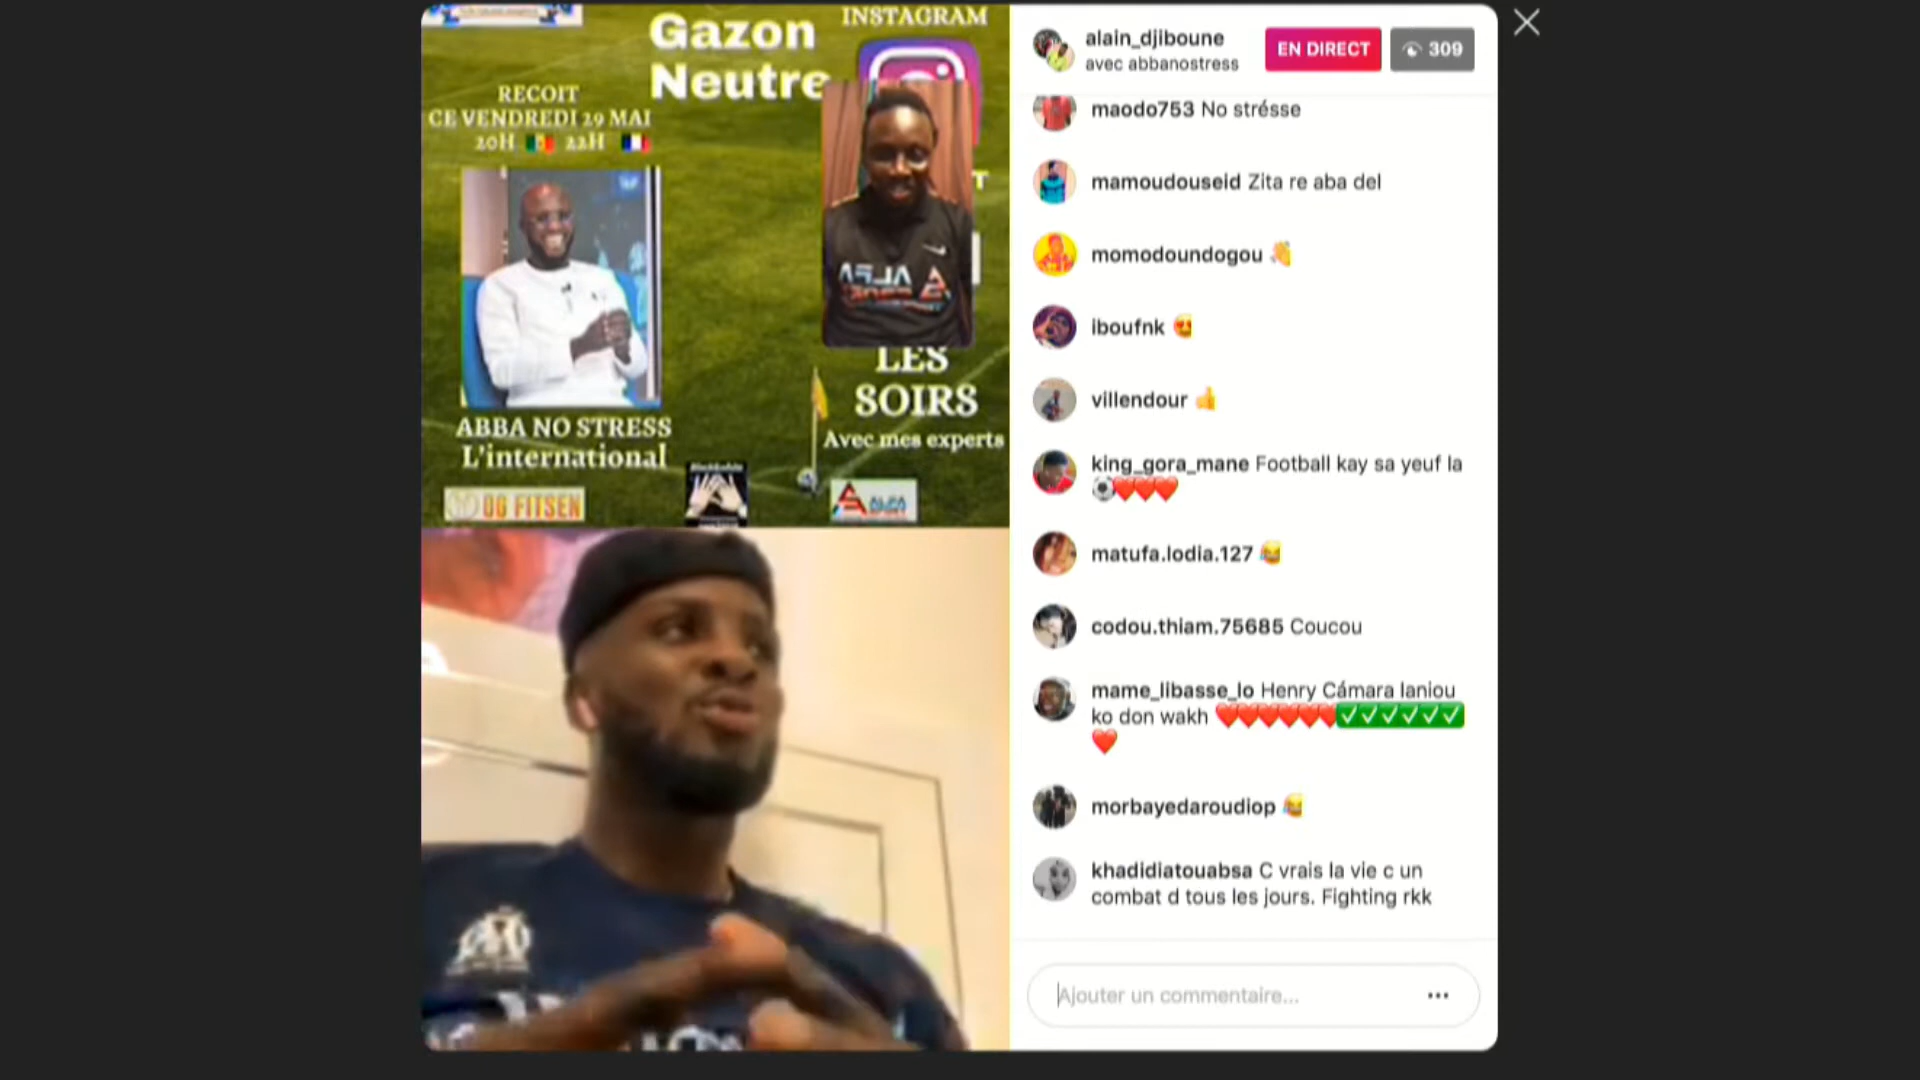 Gazon
Neutre
INSTAGRAM
RECOIT
CE VENDREDI 29 MAI
20H 22H
T
LES
SOIRS
Avec mes experts
ABBA NO STRESS
L'international
OG FITSEN
ALFA
alain_djiboune
avec abbanostress
EN DIRECT
309
maodo753 No strésse
mamoudouseid Zita re aba del
momodoundogou 👏
iboufnk 😍
villendour 👍
king_gora_mane Football kay sa yeuf la
⚽❤️❤️❤️
matufa.lodia.127 😂
codou.thiam.75685 Coucou
mame_libasse_lo Henry Cámara laniou
ko don wakh ❤️❤️❤️❤️❤️❤️✅✅✅✅✅✅
❤️
morbayedaroudiop 😂
khadidiatouabsa C vrais la vie c un
combat d tous les jours. Fighting rkk
Ajouter un commentaire...